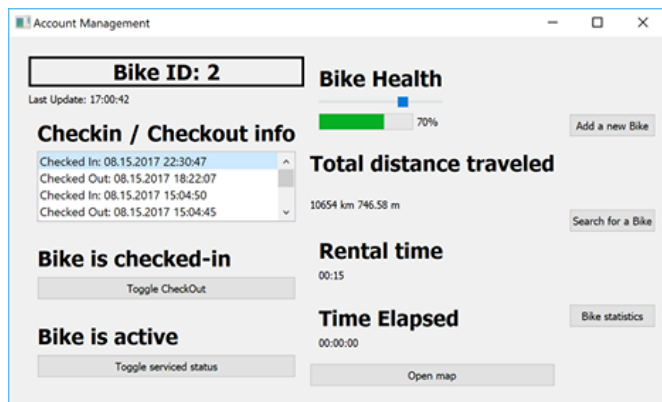 Account Management
Bike ID: 2
Last Update: 17:00:42
Checkin / Checkout info
Checked In: 08.15.2017 22:30:47
Checked Out: 08.15.2017 18:22:07
Checked In: 08.15.2017 15:04:50
Checked Out: 08.15.2017 15:04:45
Bike is checked-in
Toggle CheckOut
Bike is active
Toggle serviced status
Bike Health
70%
Total distance traveled
10654 km 746.58 m
Rental time
00:15
Time Elapsed
00:00:00
Open map
Add a new Bike
Search for a Bike
Bike statistics